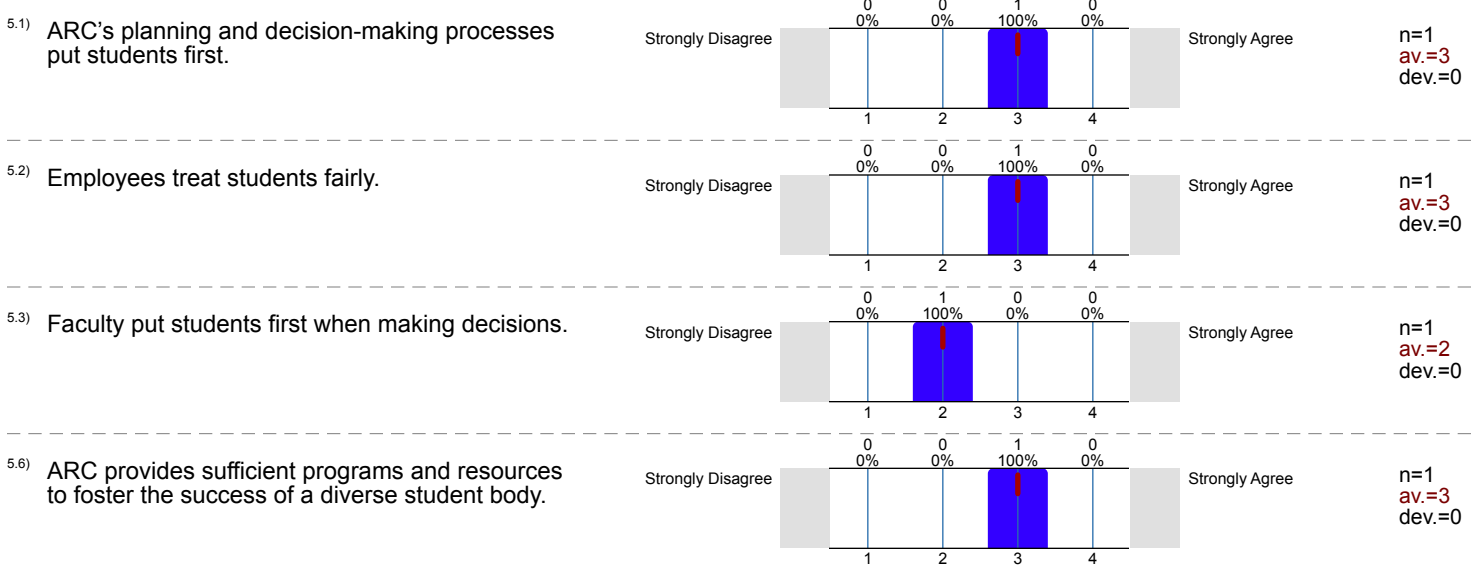 0 0 1 0
0% 0% 100% 0%
5.1) ARC's planning and decision-making processes
put students first.
Strongly Disagree
Strongly Agree
n=1
av.=3
dev.=0
1 2 3 4
0 0 1 0
0% 0% 100% 0%
5.2) Employees treat students fairly.
Strongly Disagree
Strongly Agree
n=1
av.=3
dev.=0
1 2 3 4
0 1 0 0
0% 100% 0% 0%
5.3) Faculty put students first when making decisions.
Strongly Disagree
Strongly Agree
n=1
av.=2
dev.=0
1 2 3 4
0 0 1 0
0% 0% 100% 0%
5.6) ARC provides sufficient programs and resources
to foster the success of a diverse student body.
Strongly Disagree
Strongly Agree
n=1
av.=3
dev.=0
1 2 3 4